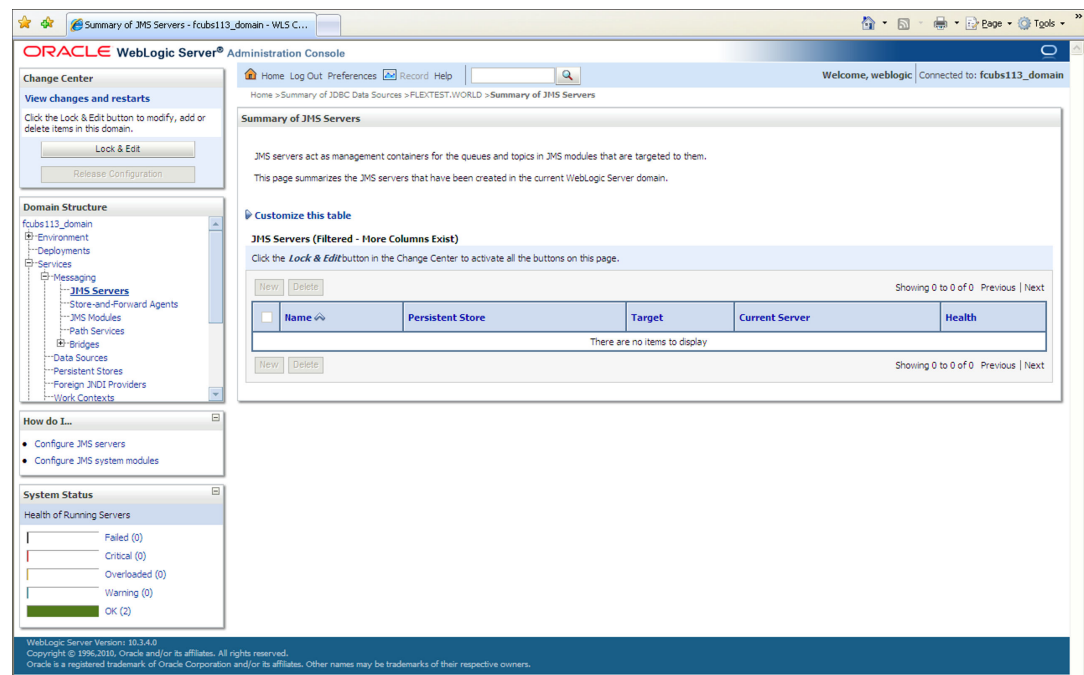 Summary of JMS Servers - fcubs113_domain - WLS C...
Page
Tools
»
ORACLE WebLogic Server® Administration Console
Change Center
View changes and restarts
Click the Lock & Edit button to modify, add or
delete items in this domain.
Lock & Edit
Release Configuration
Domain Structure
fcubs113_domain
Environment
Deployments
Services
Messaging
JMS Servers
Store-and-Forward Agents
JMS Modules
Path Services
Bridges
Data Sources
Persistent Stores
Foreign JNDI Providers
Work Contexts
How do I...
Configure JMS servers
Configure JMS system modules
System Status
Health of Running Servers
Failed (0)
Critical (0)
Overloaded (0)
Warning (0)
OK (2)
Home Log Out Preferences Record Help
Welcome, weblogic Connected to: fcubs113_domain
Home >Summary of JDBC Data Sources >FLEXTEST.WORLD >Summary of JMS Servers
Summary of JMS Servers
JMS servers act as management containers for the queues and topics in JMS modules that are targeted to them.
This page summarizes the JMS servers that have been created in the current WebLogic Server domain.
Customize this table
JMS Servers (Filtered - More Columns Exist)
Click the Lock & Edit button in the Change Center to activate all the buttons on this page.
New Delete Showing 0 to 0 of 0 Previous | Next
Name Persistent Store Target Current Server Health
There are no items to display
New Delete Showing 0 to 0 of 0 Previous | Next
WebLogic Server Version: 10.3.4.0
Copyright © 1996,2010, Oracle and/or its affiliates. All rights reserved.
Oracle is a registered trademark of Oracle Corporation and/or its affiliates. Other names may be trademarks of their respective owners.